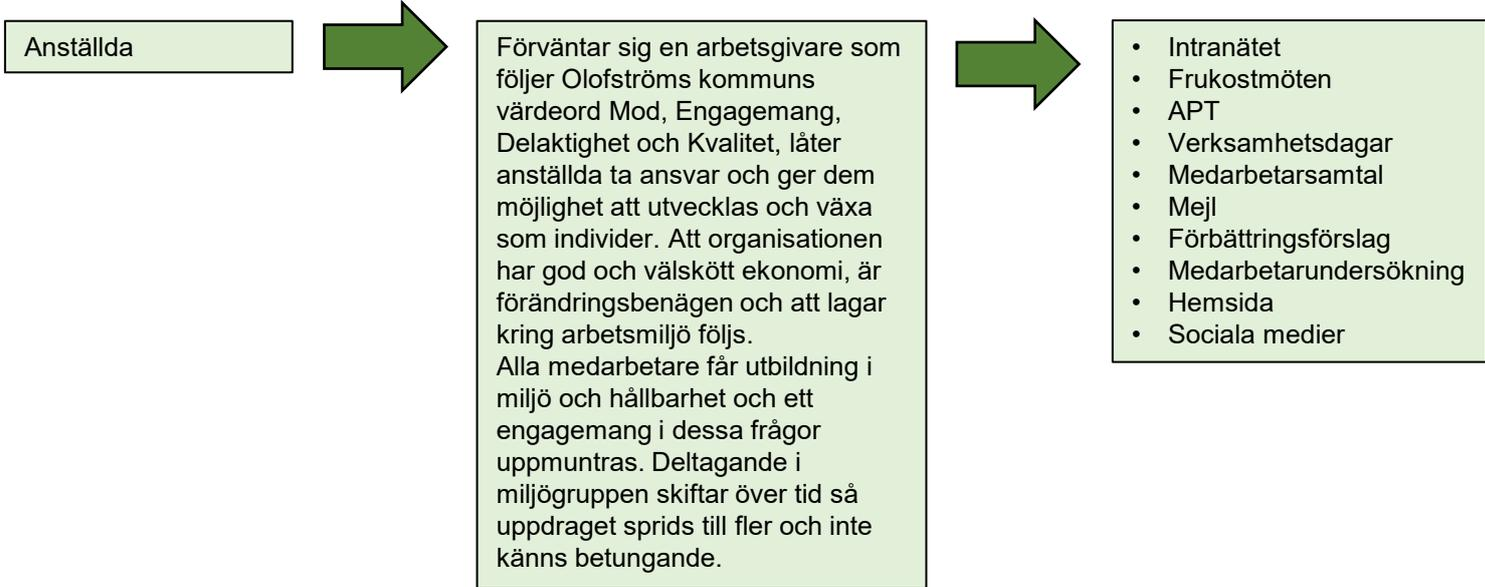 Anställda
Förväntar sig en arbetsgivare som
följer Olofströms kommuns
värdeord Mod, Engagemang,
Delaktighet och Kvalitet, låter
anställda ta ansvar och ger dem
möjlighet att utvecklas och växa
som individer. Att organisationen
har god och välskött ekonomi, är
förändringsbenägen och att lagar
kring arbetsmiljö följs.
Alla medarbetare får utbildning i
miljö och hållbarhet och ett
engagemang i dessa frågor
uppmuntras. Deltagande i
miljögruppen skiftar över tid så
uppdraget sprids till fler och inte
känns betungande.
• Intranätet
• Frukostmöten
• APT
• Verksamhetsdagar
• Medarbetarsamtal
• Mejl
• Förbättringsförslag
• Medarbetarundersökning
• Hemsida
• Sociala medier